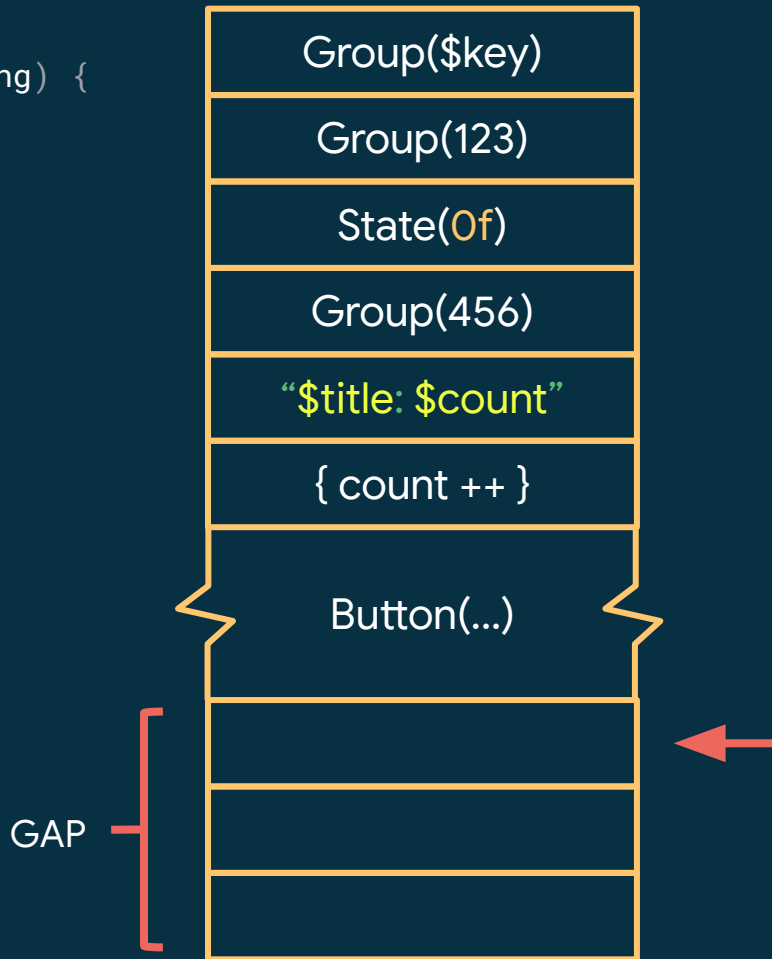 ng) {
Group($key)
Group(123)
State(0f)
Group(456)
“$title: $count”
{ count ++ }
Button(...)
GAP